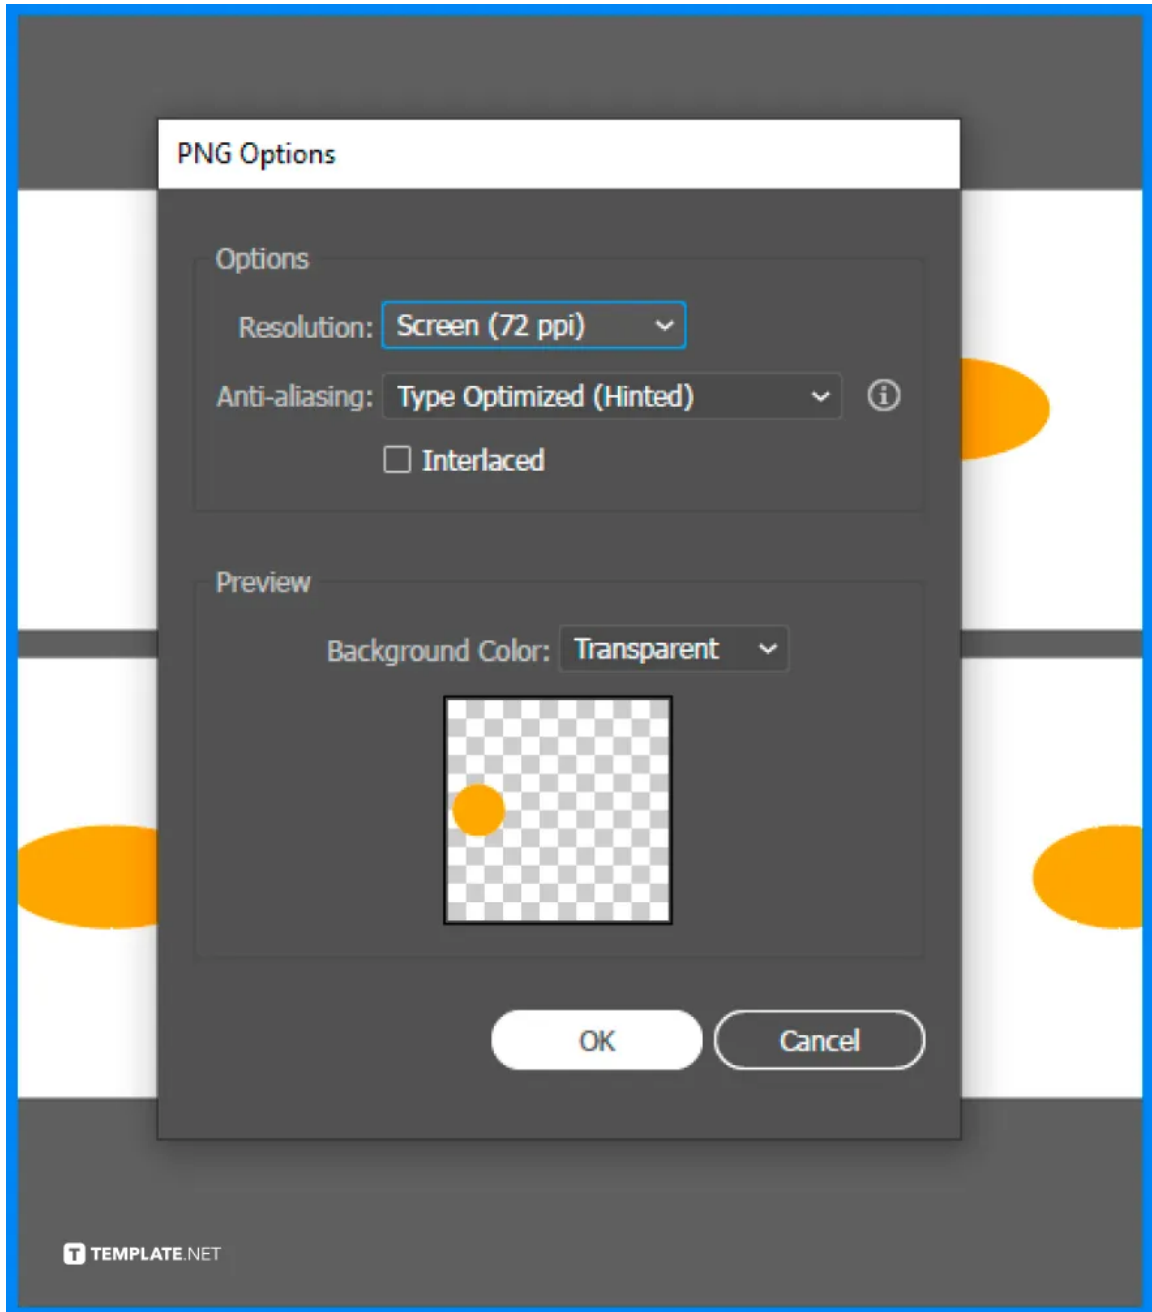 PNG Options
Options
Resolution: Screen (72 ppi)
Anti-aliasing: Type Optimized (Hinted)
Interlaced
Preview
Background Color: Transparent
OK Cancel
T TEMPLATE.NET